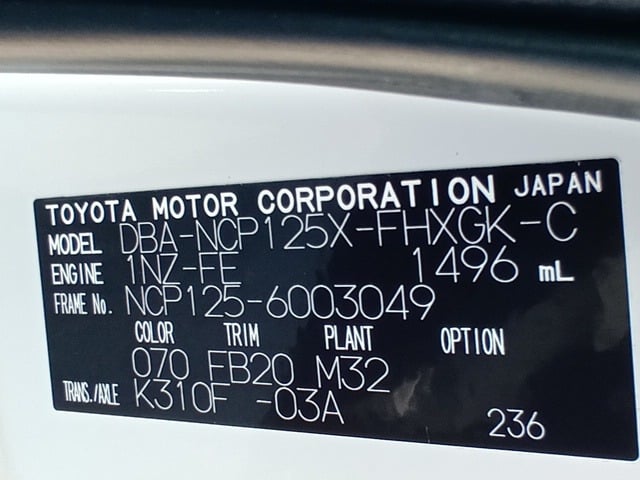 TOYOTA MOTOR CORPORATION JAPAN
MODEL DBA-NCP125X-FHXGK-C
ENGINE 1NZ-FE 1496 mL
FRAME No. NCP125-6003049
COLOR TRIM PLANT OPTION
070 FB20 M32
TRANS./AXLE K310F -03A
236